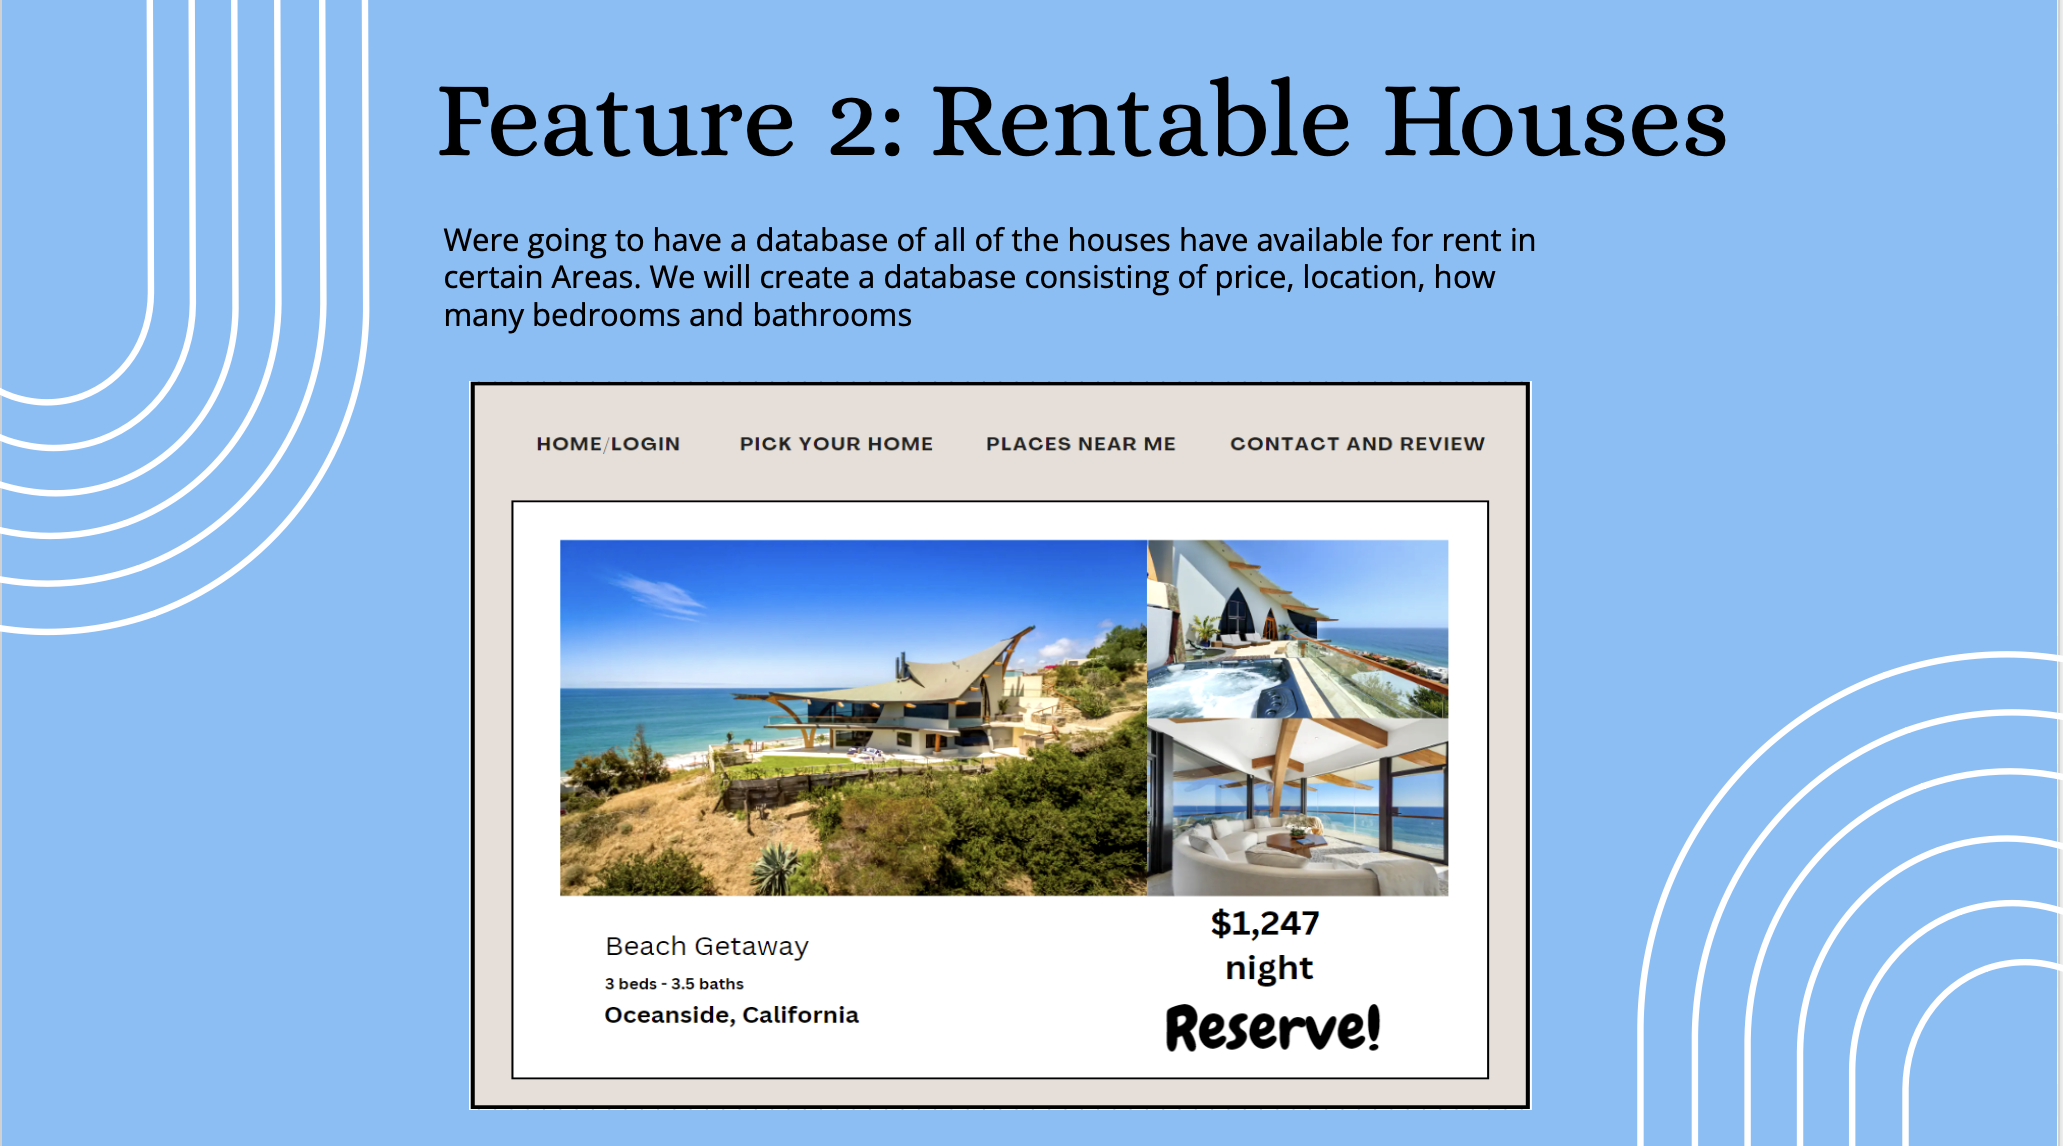 Feature 2: Rentable Houses
Were going to have a database of all of the houses have available for rent in
certain Areas. We will create a database consisting of price, location, how
many bedrooms and bathrooms
HOME/LOGIN PICK YOUR HOME PLACES NEAR ME CONTACT AND REVIEW
Beach Getaway
3 beds - 3.5 baths
Oceanside, California
$1,247
night
Reserve!